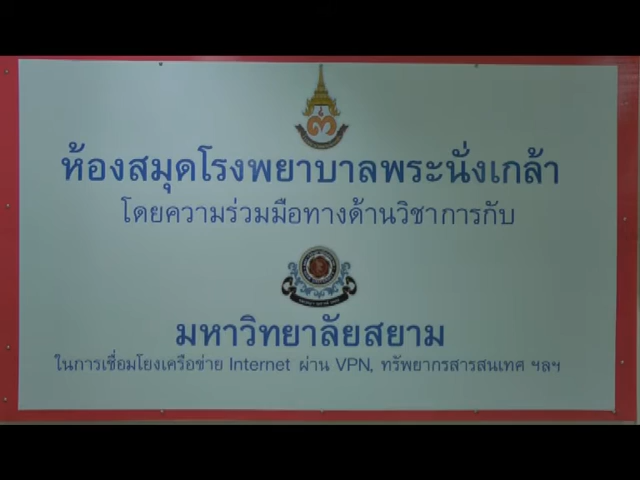 ห้องสมุดโรงพยาบาลพระนั่งเกล้า
โดยความร่วมมือทางด้านวิชาการกับ
มหาวิทยาลัยสยาม
ในการเชื่อมโยงเครือข่าย Internet ผ่าน VPN, ทรัพยากรสารสนเทศ ฯลฯ